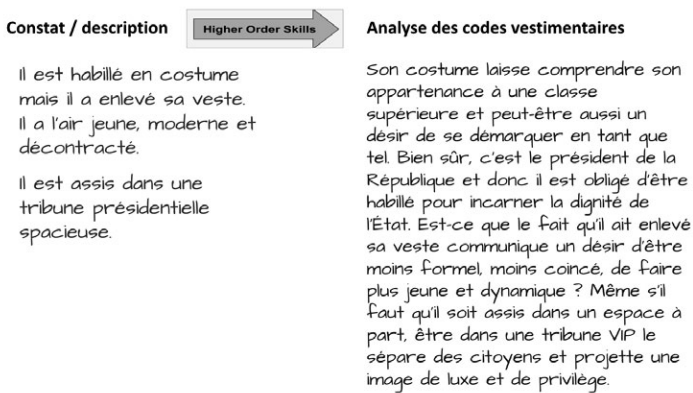 Constat / description
Higher Order Skills
Analyse des codes vestimentaires
Il est habillé en costume
mais il a enlevé sa veste.
Il a l'air jeune, moderne et
décontracté.
Il est assis dans une
tribune présidentielle
spacieuse.
Son costume laisse comprendre son
appartenance à une classe
supérieure et peut-être aussi un
désir de se démarquer en tant que
tel. Bien sûr, c'est le président de la
République et donc il est obligé d'être
habillé pour incarner la dignité de
l'État. Est-ce que le fait qu'il ait enlevé
sa veste communique un désir d'être
moins formel, moins coincé, de faire
plus jeune et dynamique ? Même s'il
faut qu'il soit assis dans un espace à
part, être dans une tribune VIP le
sépare des citoyens et projette une
image de luxe et de privilège.